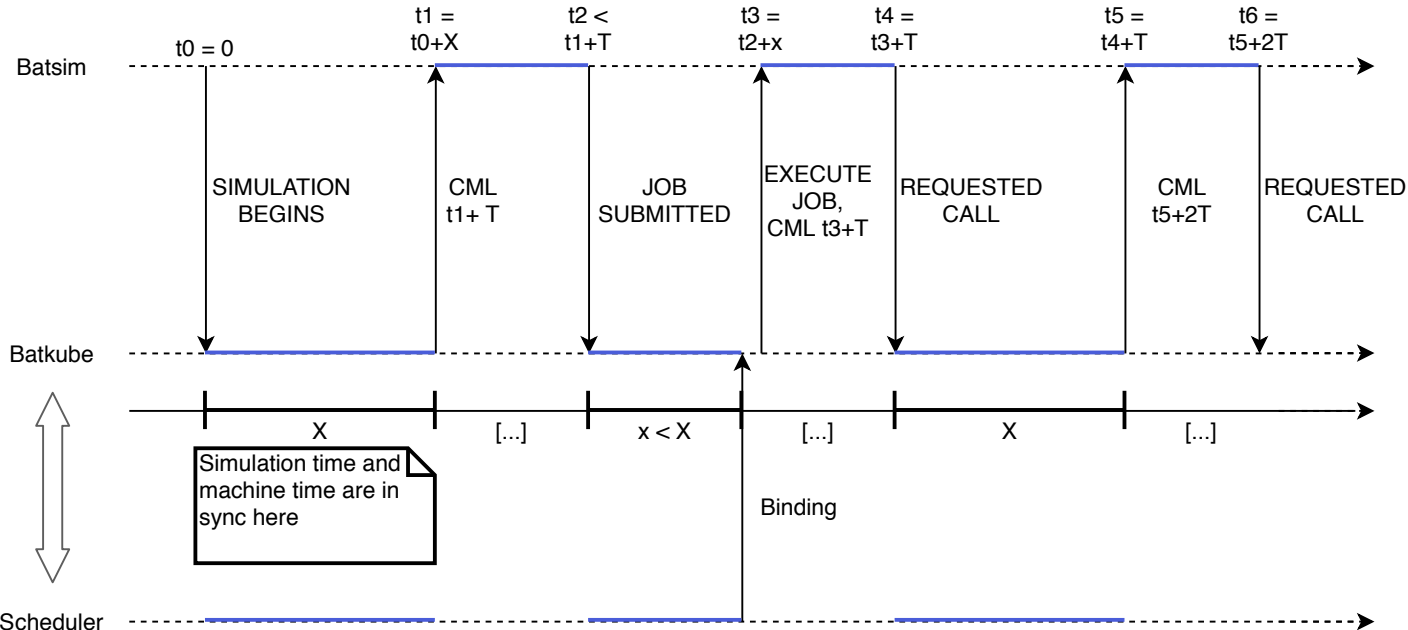 t1 =
t0+X
t2 <
t1+T
t3 =
t2+x
t4 =
t3+T
t5 =
t4+T
t6 =
t5+2T
t0 = 0
Batsim
SIMULATION
BEGINS
CML
t1+ T
JOB
SUBMITTED
EXECUTE
JOB,
CML t3+T
REQUESTED
CALL
CML
t5+2T
REQUESTED
CALL
Batkube
X
[...]
x < X
[...]
X
[...]
Simulation time and
machine time are in
sync here
Binding
Scheduler